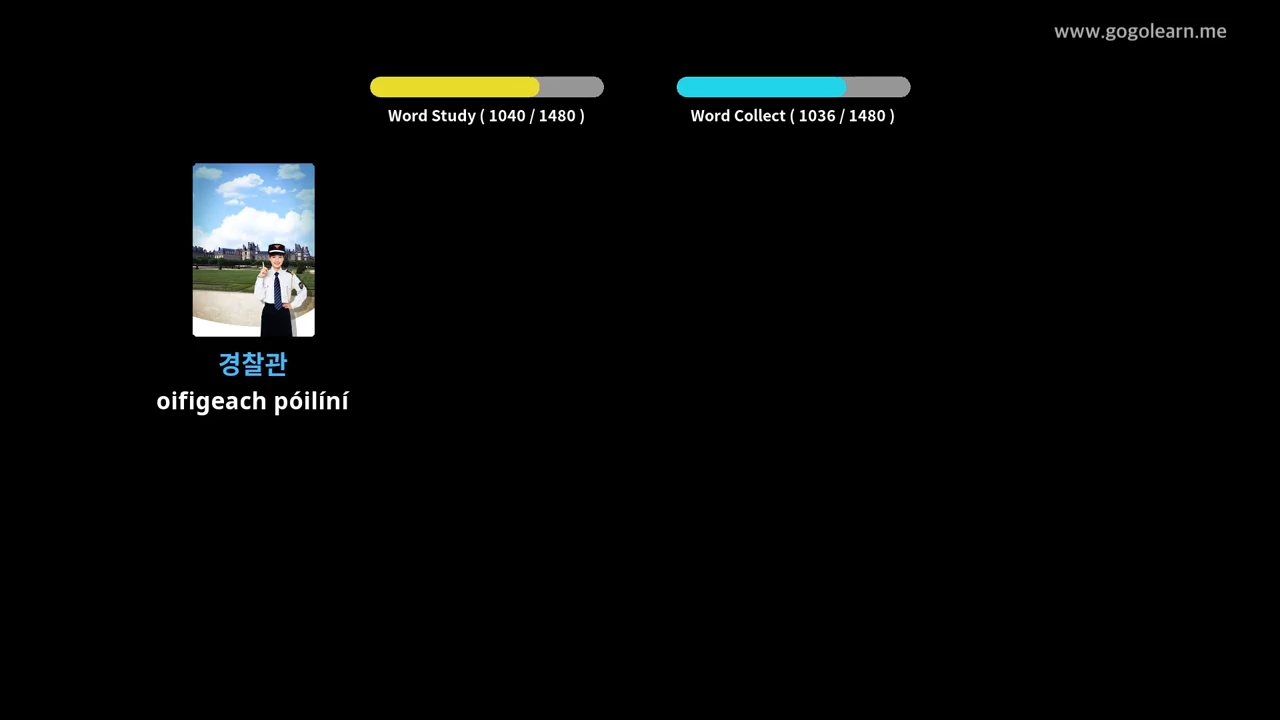 www.gogolearn.me
Word Study ( 1040 / 1480 )
Word Collect ( 1036 / 1480 )
경찰관
oifigeach póilíní